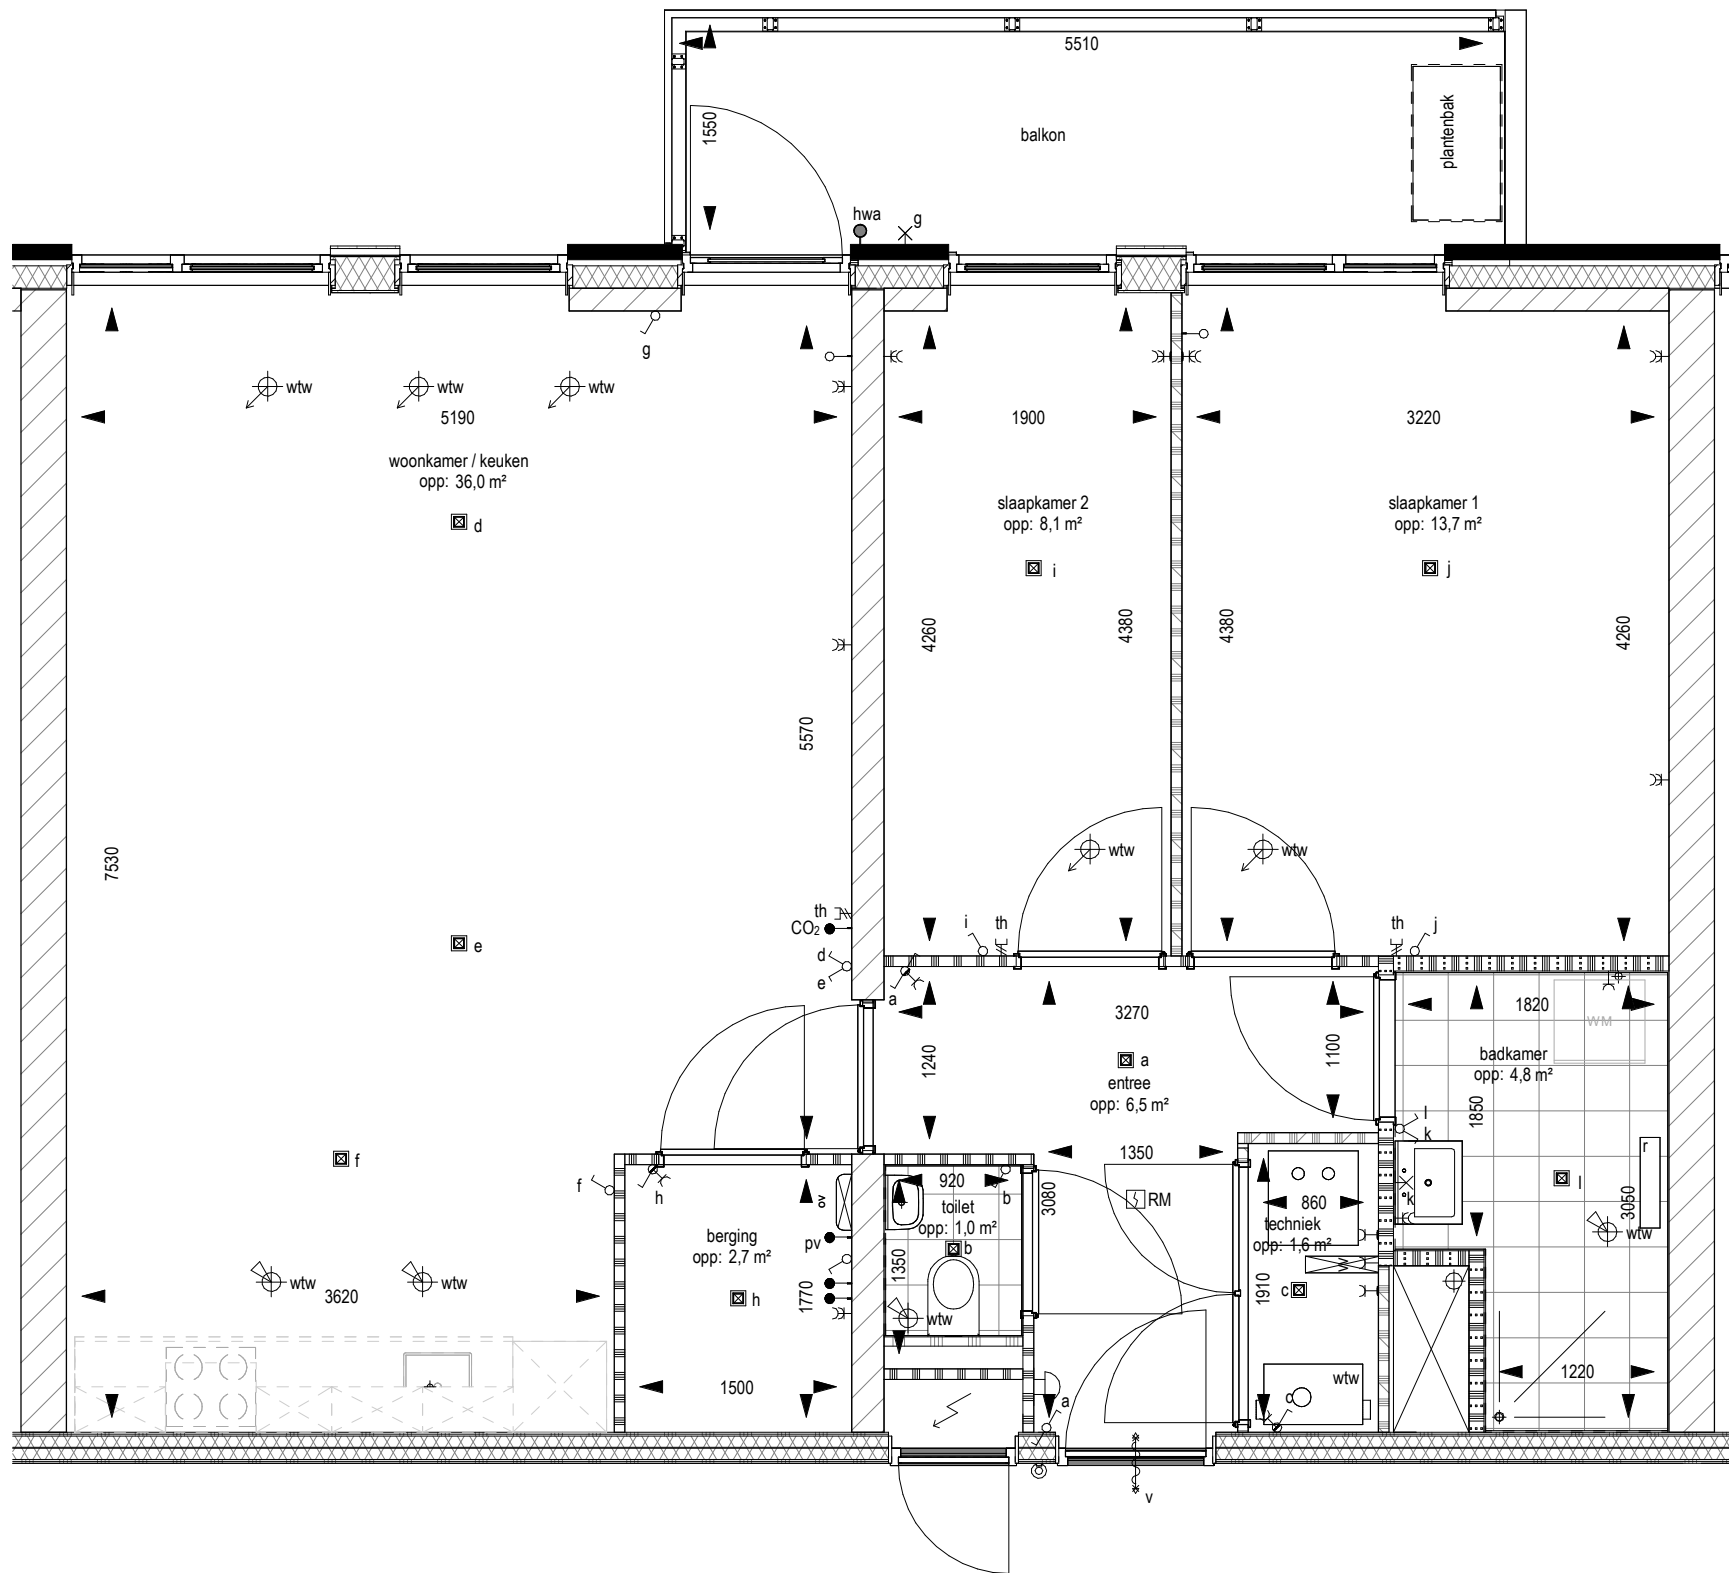 5510
1550
balkon
plantenbak
hwa
g
g
wtw
wtw
wtw
5190
1900
3220
woonkamer / keuken
opp: 36,0 m²
d
slaapkamer 2
opp: 8,1 m²
i
slaapkamer 1
opp: 13,7 m²
j
4260
4380
4380
4260
5570
7530
wtw
wtw
th
CO₂
d
e
e
a
i
th
th
j
3270
1240
a
entree
opp: 6,5 m²
1100
1820
WM
badkamer
opp: 4,8 m²
1850
l
k
k
r
l
3050
wtw
f
f
h
1350
3080
RM
920
b
toilet
opp: 1,0 m²
b
1350
wtw
860
techniek
opp: 1,6 m²
c
1910
ov
berging
opp: 2,7 m²
pv
h
1770
wtw
wtw
3620
1500
a
wtw
1220
v